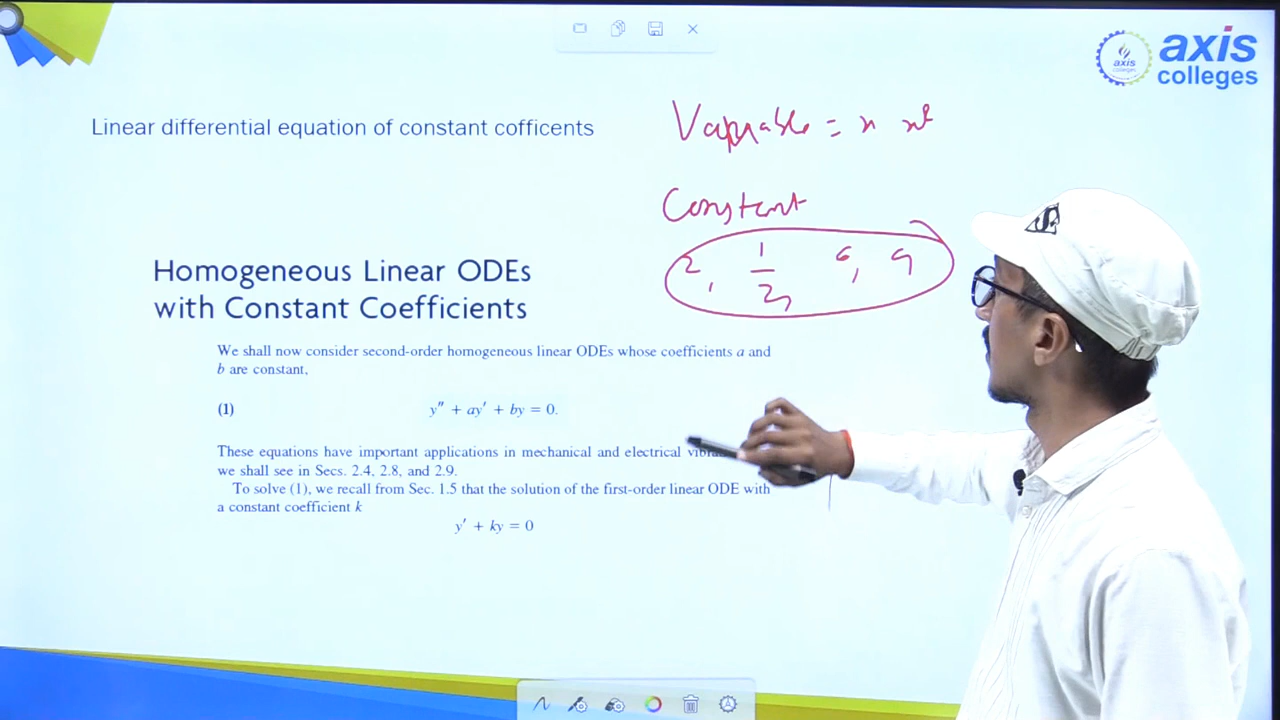 axis
colleges
axis
colleges
Linear differential equation of constant cofficents
Variable = x x²
Constant
2, 1/2, 6, 9
Homogeneous Linear ODEs
with Constant Coefficients
We shall now consider second-order homogeneous linear ODEs whose coefficients a and
b are constant,
(1) y″ + ay′ + by = 0.
These equations have important applications in mechanical and electrical
we shall see in Secs. 2.4, 2.8, and 2.9.
To solve (1), we recall from Sec. 1.5 that the solution of the first-order linear ODE with
a constant coefficient k
y′ + ky = 0